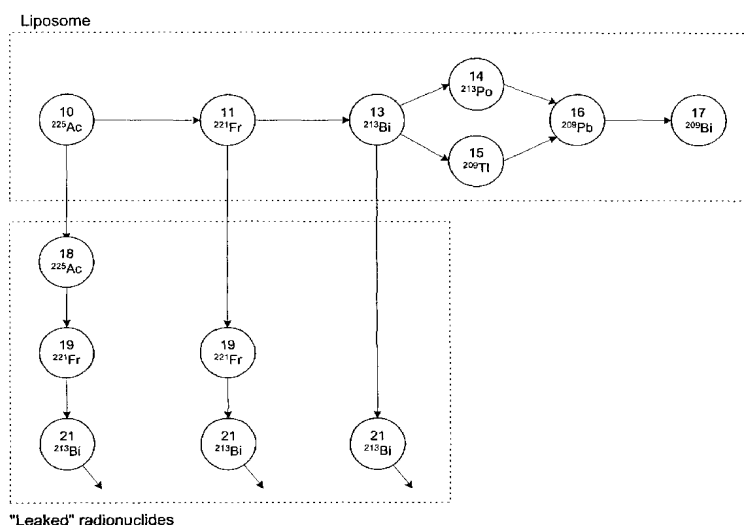 Liposome
10
²²⁵Ac
11
²²¹Fr
13
²¹³Bi
14
²¹³Po
15
²⁰⁹Tl
16
²⁰⁹Pb
17
²⁰⁹Bi
18
²²⁵Ac
19
²²¹Fr
19
²²¹Fr
21
²¹³Bi
21
²¹³Bi
21
²¹³Bi
"Leaked" radionuclides